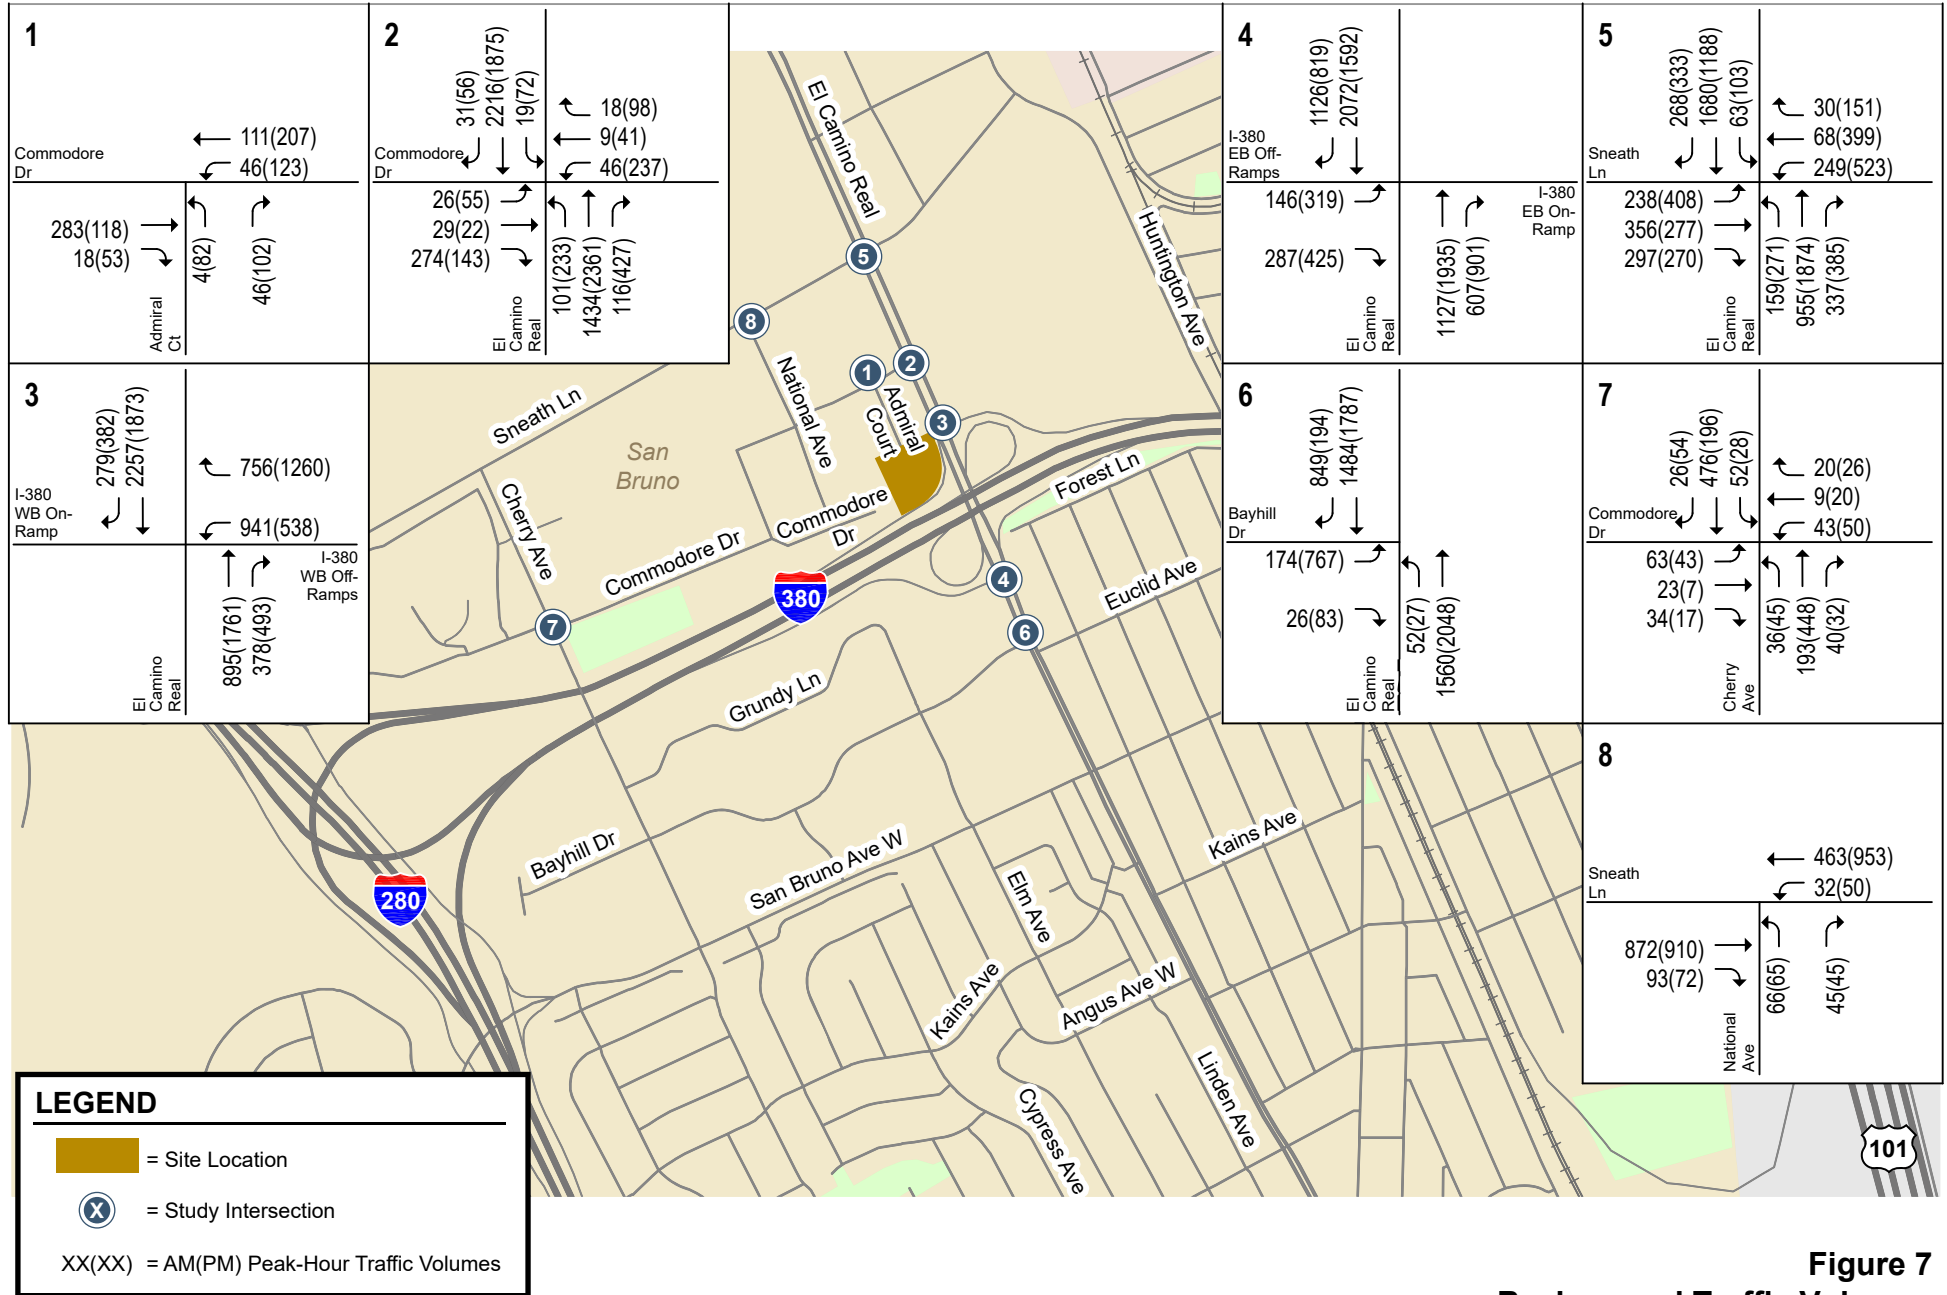 1
Commodore
Dr
111(207)
46(123)
283(118)
18(53)
4(82)
46(102)
Admiral
Ct
2
31(56)
2216(1875)
19(72)
18(98)
9(41)
46(237)
Commodore
Dr
26(55)
29(22)
274(143)
101(233)
1434(2361)
116(427)
El
Camino
Real
3
279(382)
2257(1873)
756(1260)
941(538)
I-380
WB On-
Ramp
I-380
WB Off-
Ramps
895(1761)
378(493)
El
Camino
Real
4
1126(819)
2072(1592)
I-380
EB Off-
Ramps
146(319)
287(425)
1127(1935)
607(901)
I-380
EB On-
Ramp
El
Camino
Real
5
268(333)
1680(1188)
63(103)
30(151)
68(399)
249(523)
Sneath
Ln
238(408)
356(277)
297(270)
159(271)
955(1874)
337(385)
El
Camino
Real
6
849(194)
1484(1787)
Bayhill
Dr
174(767)
26(83)
52(27)
1560(2048)
El
Camino
Real
7
26(54)
476(196)
52(28)
20(26)
9(20)
43(50)
Commodore
Dr
63(43)
23(7)
34(17)
36(45)
193(448)
40(32)
Cherry
Ave
8
463(953)
32(50)
Sneath
Ln
872(910)
93(72)
66(65)
45(45)
National
Ave
El Camino Real
Huntington Ave
5
8
1
2
3
4
6
7
National Ave
Admiral
Court
Sneath Ln
San
Bruno
Cherry Ave
Commodore
Dr
Commodore Dr
Forest Ln
Euclid Ave
380
Grundy Ln
Bayhill Dr
San Bruno Ave W
Kains Ave
Elm Ave
280
Kains Ave
Angus Ave W
Linden Ave
Cypress Ave
101
LEGEND
= Site Location
X
= Study Intersection
XX(XX) = AM(PM) Peak-Hour Traffic Volumes
Figure 7
Background Traffic Volumes